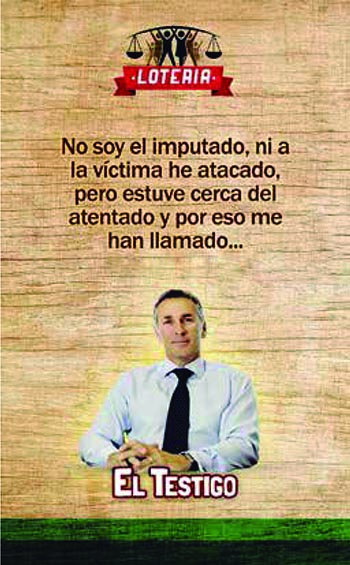 ·LOTERIA·
No soy el imputado, ni a
la víctima he atacado,
pero estuve cerca del
atentado y por eso me
han llamado...
EL TESTIGO